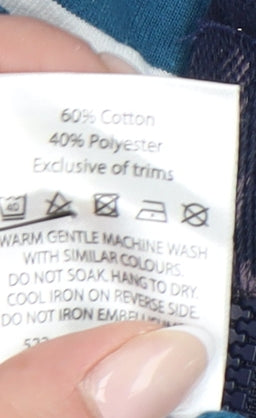 60% Cotton
40% Polyester
Exclusive of trims
40
WARM GENTLE MACHINE WASH
WITH SIMILAR COLOURS.
DO NOT SOAK. HANG TO DRY.
COOL IRON ON REVERSE SIDE.
DO NOT IRON